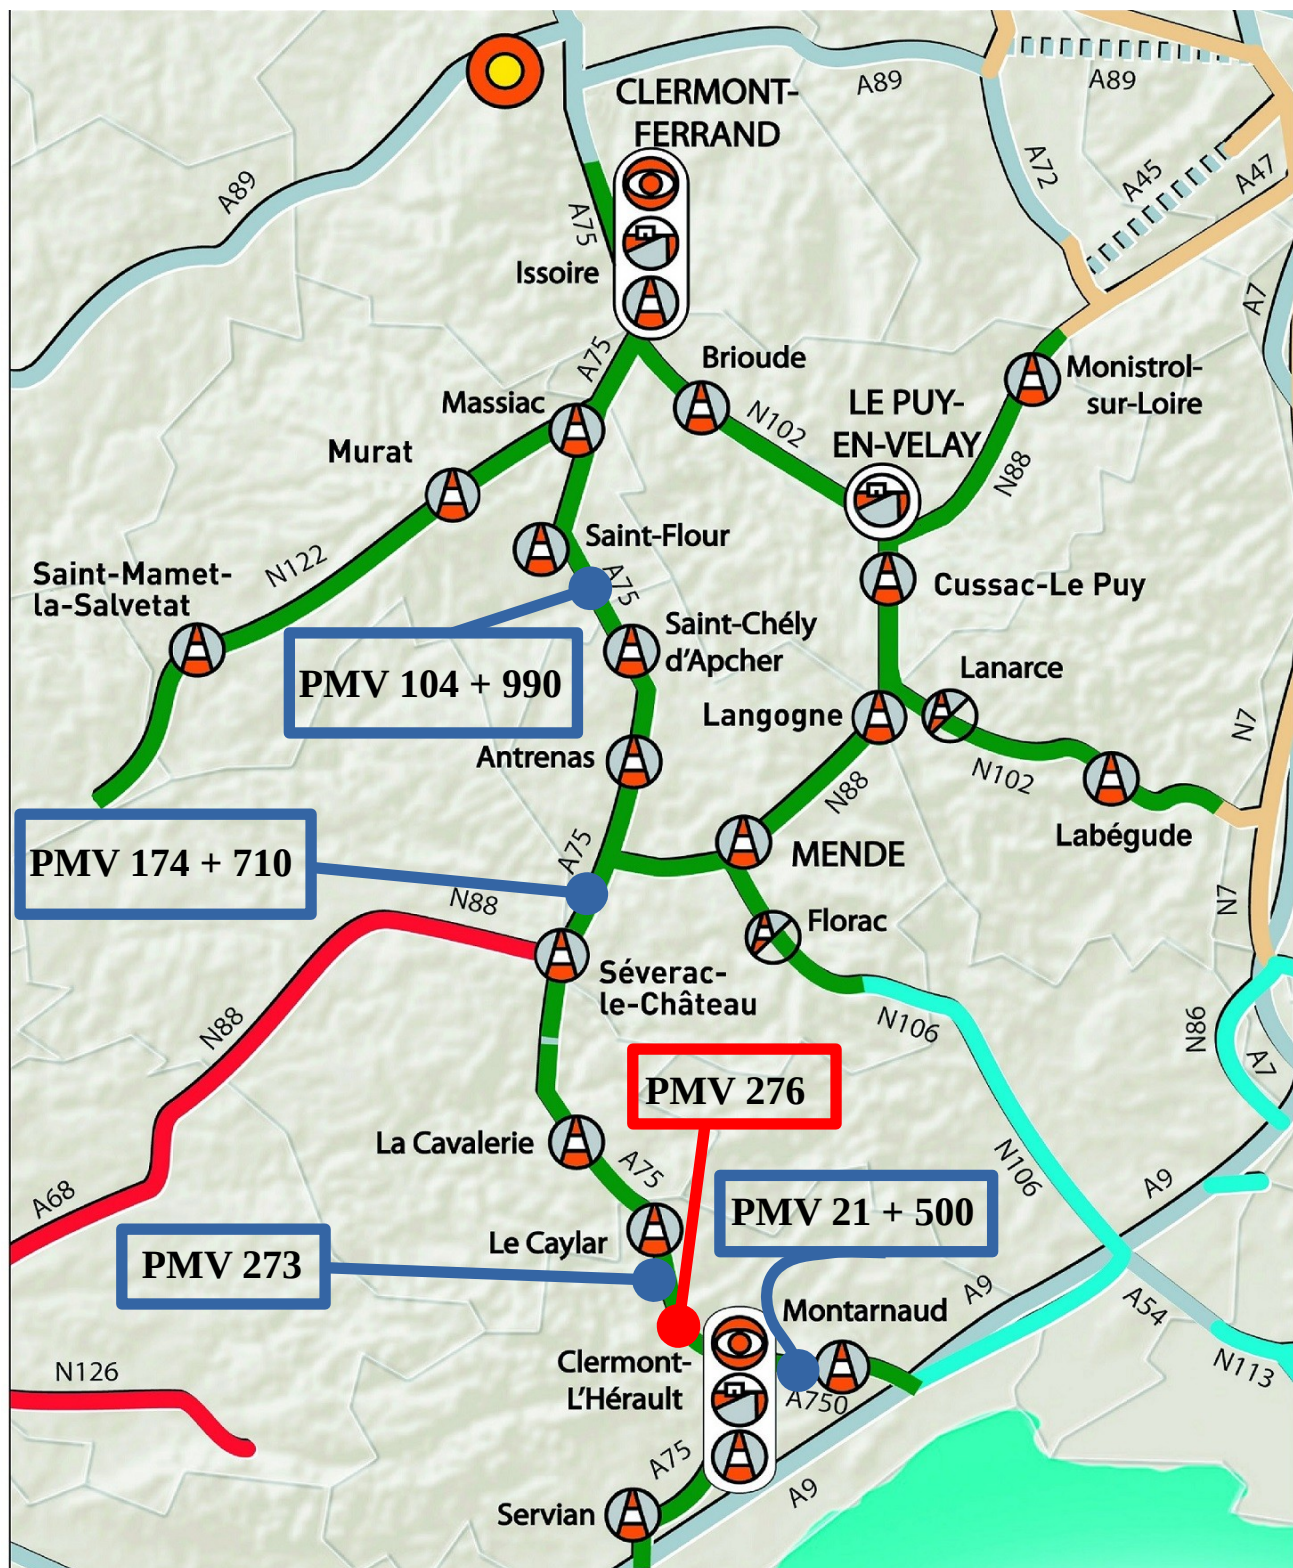 A89
A89
CLERMONT-
FERRAND
A89
A72
A45
A47
A75
Issoire
A7
A75
Brioude
Monistrol-
sur-Loire
Massiac
N102
LE PUY-
EN-VELAY
Murat
N88
Saint-Flour
N122
A75
Saint-Mamet-
la-Salvetat
Cussac-Le Puy
Saint-Chély
d'Apcher
PMV 104 + 990
Lanarce
Langogne
N7
Antrenas
N102
N88
Labégude
PMV 174 + 710
A75
MENDE
N88
N7
Florac
Séverac-
le-Château
N88
N106
N86
A7
PMV 276
La Cavalerie
A75
N106
A9
A68
PMV 21 + 500
Le Caylar
PMV 273
A9
Montarnaud
A54
Clermont-
L'Hérault
N126
N113
A750
A75
A9
Servian